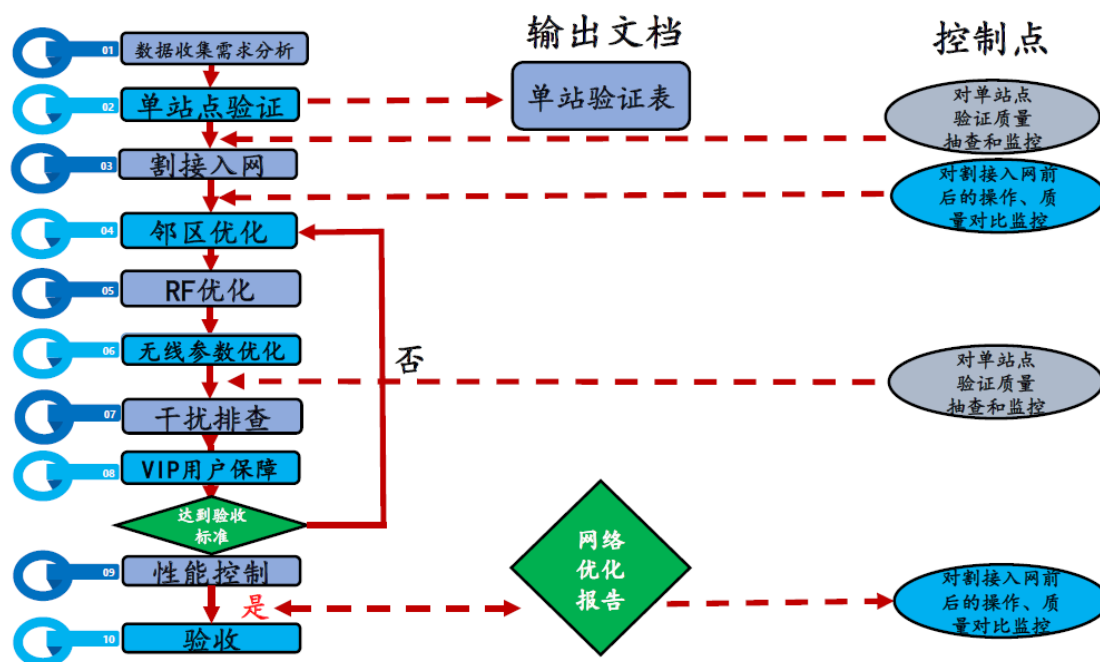 输出文档
控制点
01
数据收集需求分析
02
单站点验证
单站验证表
对单站点
验证质量
抽查和监控
03
割接入网
对割接入网前
后的操作、质
量对比监控
04
邻区优化
05
RF优化
06
无线参数优化
否
对单站点
验证质量
抽查和监控
07
干扰排查
08
VIP用户保障
达到验收
标准
网络
优化
报告
09
性能控制
是
对割接入网前
后的操作、质
量对比监控
10
验收